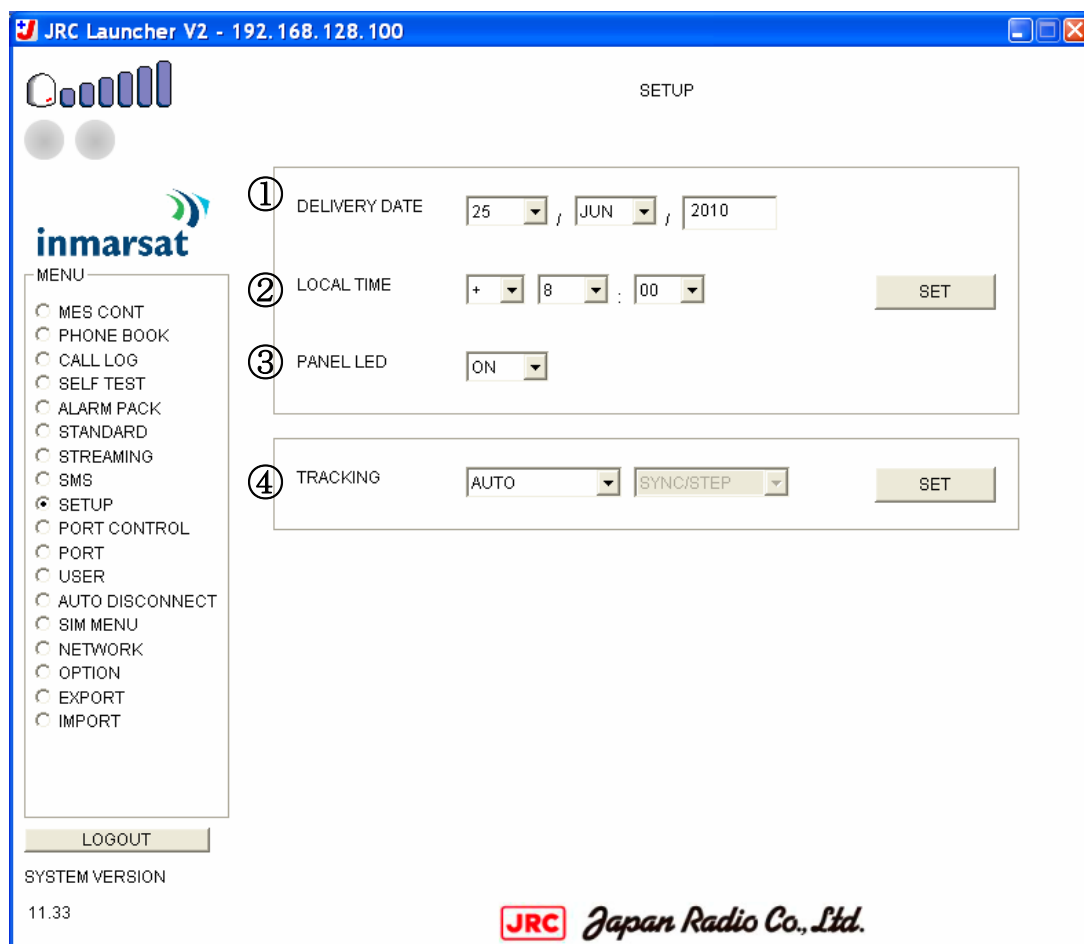 JRC Launcher V2 - 192.168.128.100
SETUP
inmarsat
MENU
MES CONT
PHONE BOOK
CALL LOG
SELF TEST
ALARM PACK
STANDARD
STREAMING
SMS
SETUP
PORT CONTROL
PORT
USER
AUTO DISCONNECT
SIM MENU
NETWORK
OPTION
EXPORT
IMPORT
LOGOUT
SYSTEM VERSION
11.33
① DELIVERY DATE 25 / JUN / 2010
② LOCAL TIME + 8 : 00 SET
③ PANEL LED ON
④ TRACKING AUTO SYNC/STEP SET
JRC Japan Radio Co., Ltd.